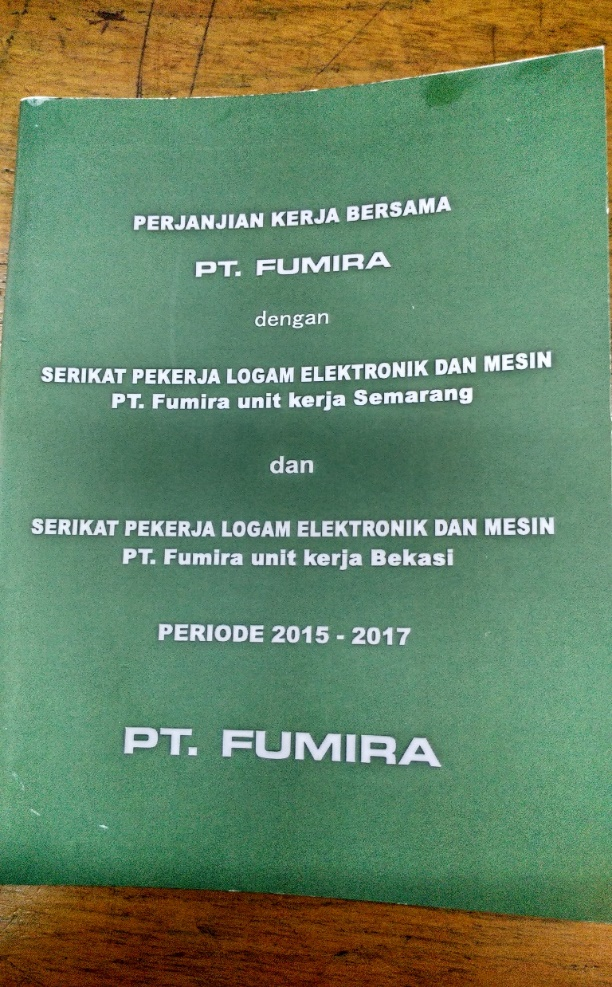 PERJANJIAN KERJA BERSAMA
PT. FUMIRA
dengan
SERIKAT PEKERJA LOGAM ELEKTRONIK DAN MESIN
PT. Fumira unit kerja Semarang
dan
SERIKAT PEKERJA LOGAM ELEKTRONIK DAN MESIN
PT. Fumira unit kerja Bekasi
PERIODE 2015 - 2017
PT. FUMIRA